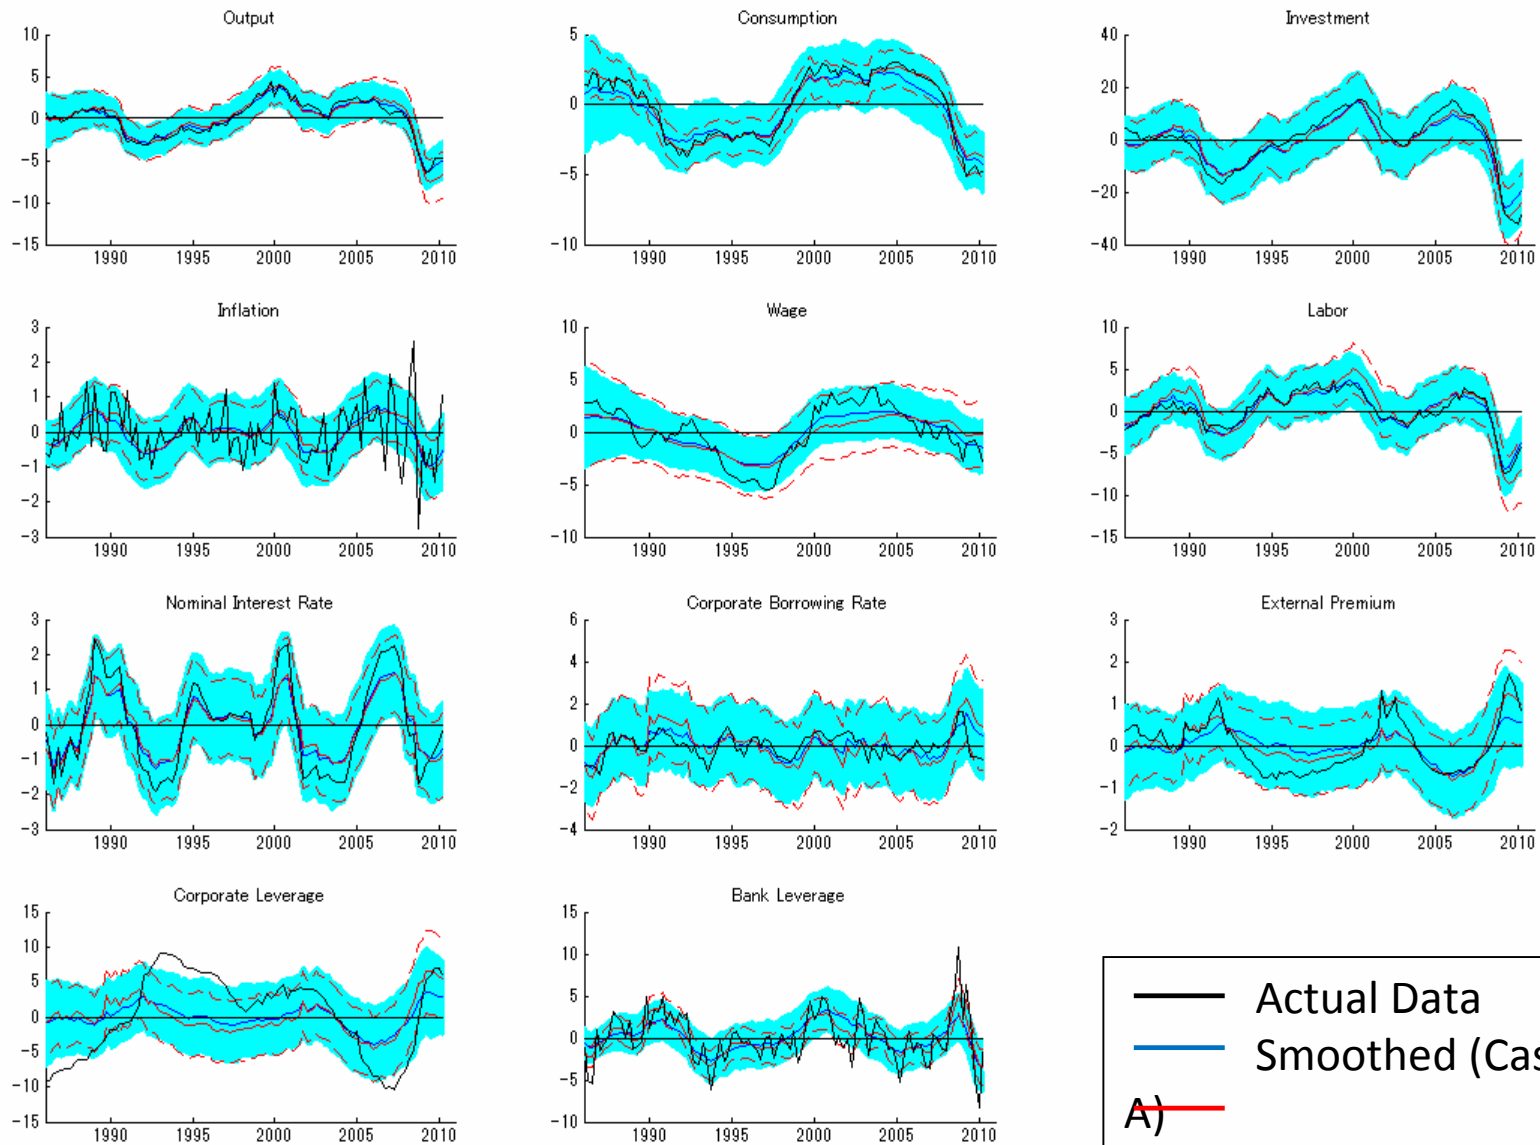 Output
10
5
0
−5
−10
−15
1990 1995 2000 2005 2010
Consumption
5
0
−5
−10
1990 1995 2000 2005 2010
Investment
40
20
0
−20
−40
1990 1995 2000 2005 2010
Inflation
3
2
1
0
−1
−2
−3
1990 1995 2000 2005 2010
Wage
10
5
0
−5
−10
1990 1995 2000 2005 2010
Labor
10
5
0
−5
−10
−15
1990 1995 2000 2005 2010
Nominal Interest Rate
3
2
1
0
−1
−2
−3
1990 1995 2000 2005 2010
Corporate Borrowing Rate
6
4
2
0
−2
−4
1990 1995 2000 2005 2010
External Premium
3
2
1
0
−1
−2
1990 1995 2000 2005 2010
Corporate Leverage
15
10
5
0
−5
−10
−15
1990 1995 2000 2005 2010
Bank Leverage
15
10
5
0
−5
−10
1990 1995 2000 2005 2010
Actual Data
Smoothed (Cas
A)